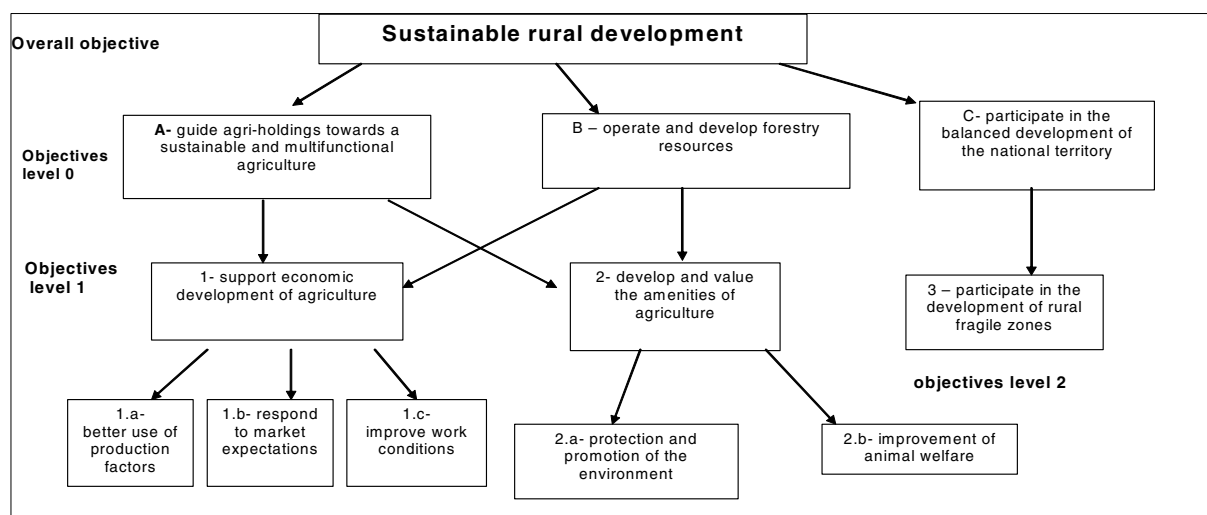 Sustainable rural development
Overall objective
A- guide agri-holdings towards a
sustainable and multifunctional
agriculture
B – operate and develop forestry
resources
C- participate in the
balanced development of
the national territory
Objectives
level 0
Objectives
level 1
1- support economic
development of agriculture
2- develop and value
the amenities of
agriculture
3 – participate in the
development of rural
fragile zones
objectives level 2
1.a-
better use of
production
factors
1.b- respond
to market
expectations
1.c-
improve work
conditions
2.a- protection and
promotion of the
environment
2.b- improvement of
animal welfare